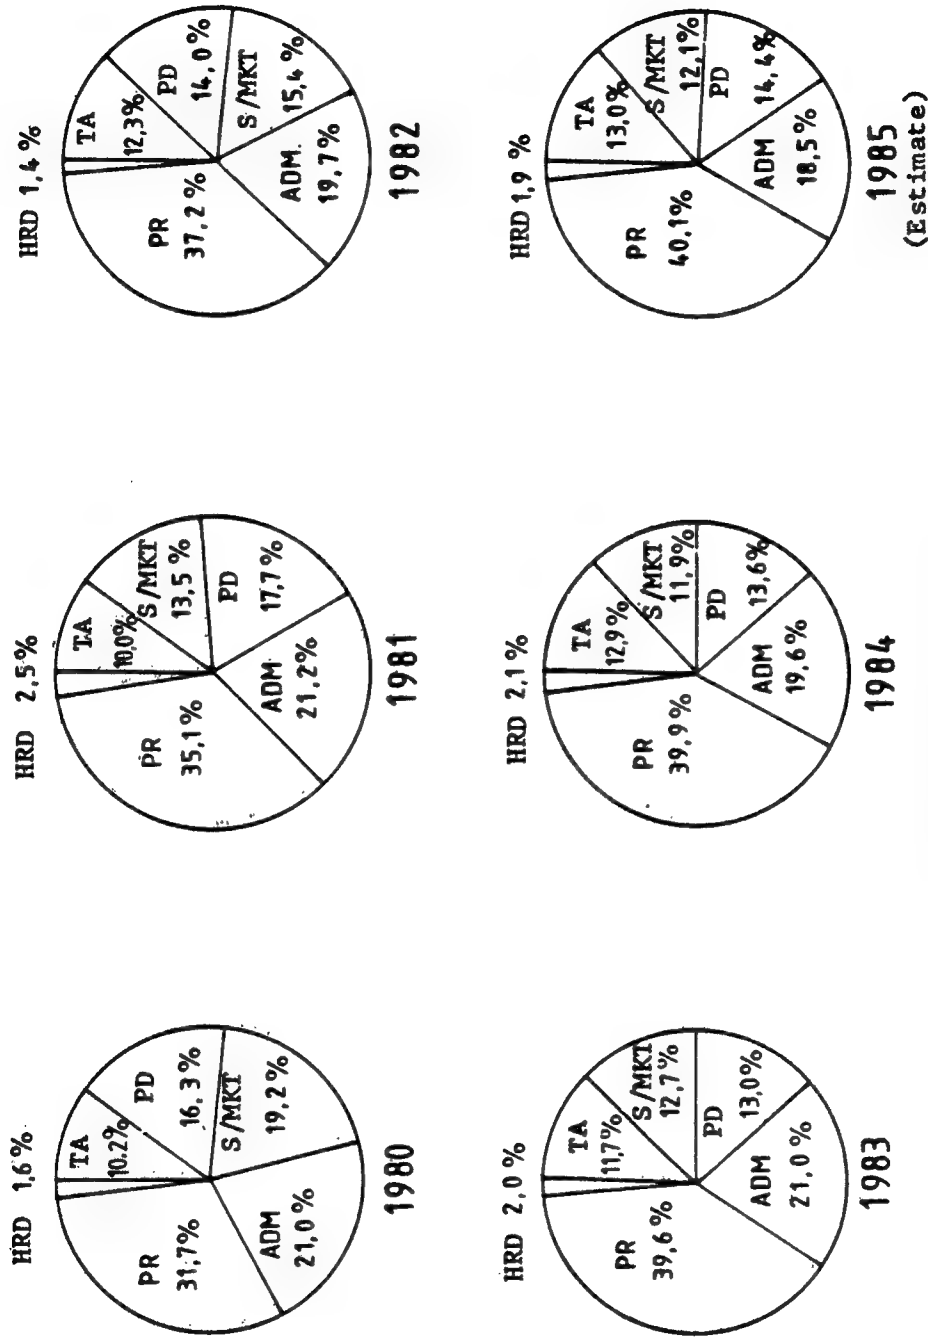 HRD 1,6%
TA
10.2%
PD
16,3%
S/MKT
19,2%
ADM
21,0%
PR
31,7%
1980
HRD 2,5%
TA
10,0%
S/MKT
13,5%
PD
17,7%
ADM
21,2%
PR
35,1%
1981
HRD 1,4%
TA
12,3%
PD
14,0%
S/MKT
15,4%
ADM.
19,7%
PR
37,2%
1982
HRD 2,0%
TA
11,7%
S/MKT
12,7%
PD
13,0%
ADM
21,0%
PR
39,6%
1983
HRD 2,1%
TA
12,9%
S/MKT
11,9%
PD
13,6%
ADM
19,6%
PR
39,9%
1984
HRD 1,9%
TA
13,0%
S/MKT
12,1%
PD
14,4%
ADM
18,5%
PR
40,1%
1985
(Estimate)